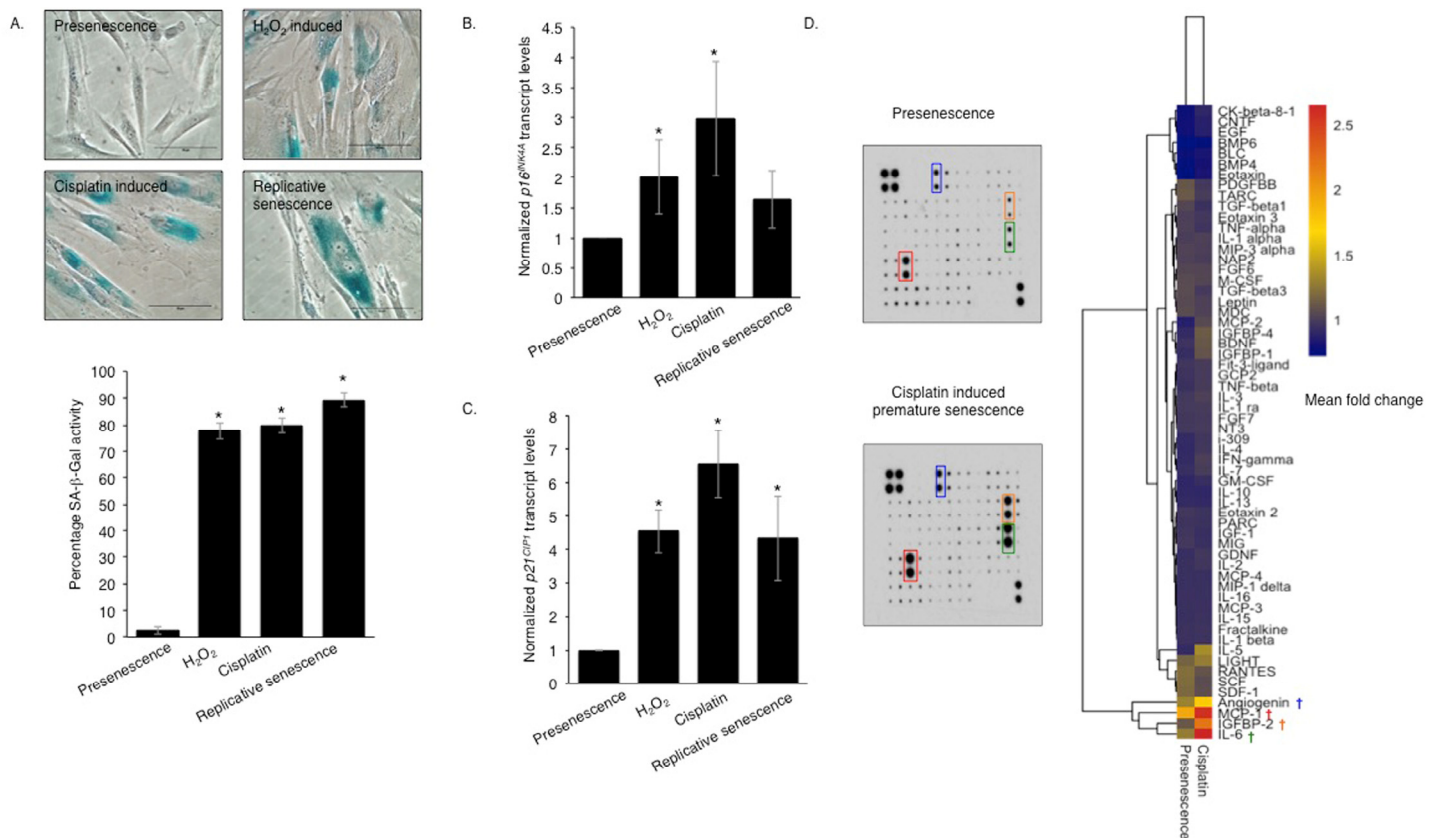 A.
Presenescence
H₂O₂ induced
Cisplatin induced
Replicative
senescence
Percentage SA-β-Gal activity
100
90
80
70
60
50
40
30
20
10
0
*
*
*
Presenescence
H₂O₂
Cisplatin
Replicative senescence
B.
Normalized p16^INK4A transcript levels
4.5
4
3.5
3
2.5
2
1.5
1
0.5
0
*
*
Presenescence
H₂O₂
Cisplatin
Replicative senescence
C.
Normalized p21^CIP1 transcript levels
8
7
6
5
4
3
2
1
0
*
*
*
Presenescence
H₂O₂
Cisplatin
Replicative senescence
D.
Presenescence
Cisplatin induced
premature senescence
CK-beta-8-1
CNTF
EGF
BMP6
BLC
BMP4
Eotaxin
PDGFBB
TARC
TGF-beta1
Eotaxin 3
TNF-alpha
IL-1 alpha
MIP-3 alpha
NAP2
FGF6
M-CSF
TGF-beta3
Leptin
MDC
MCP-2
IGFBP-4
BDNF
IGFBP-1
Fit-3-ligand
GCP2
TNF-beta
IL-3
IL-1 ra
FGF7
NT3
i-309
IL-4
IFN-gamma
IL-7
GM-CSF
IL-10
IL-13
Eotaxin 2
PARC
IGF-1
MIG
GDNF
IL-2
MCP-4
MIP-1 delta
IL-16
MCP-3
IL-15
Fractalkine
IL-1 beta
IL-5
LIGHT
RANTES
SCF
SDF-1
Angiogenin †
MCP-1 †
IGFBP-2 †
IL-6 †
Presenescence
Cisplatin
2.5
2
1.5
1
Mean fold change